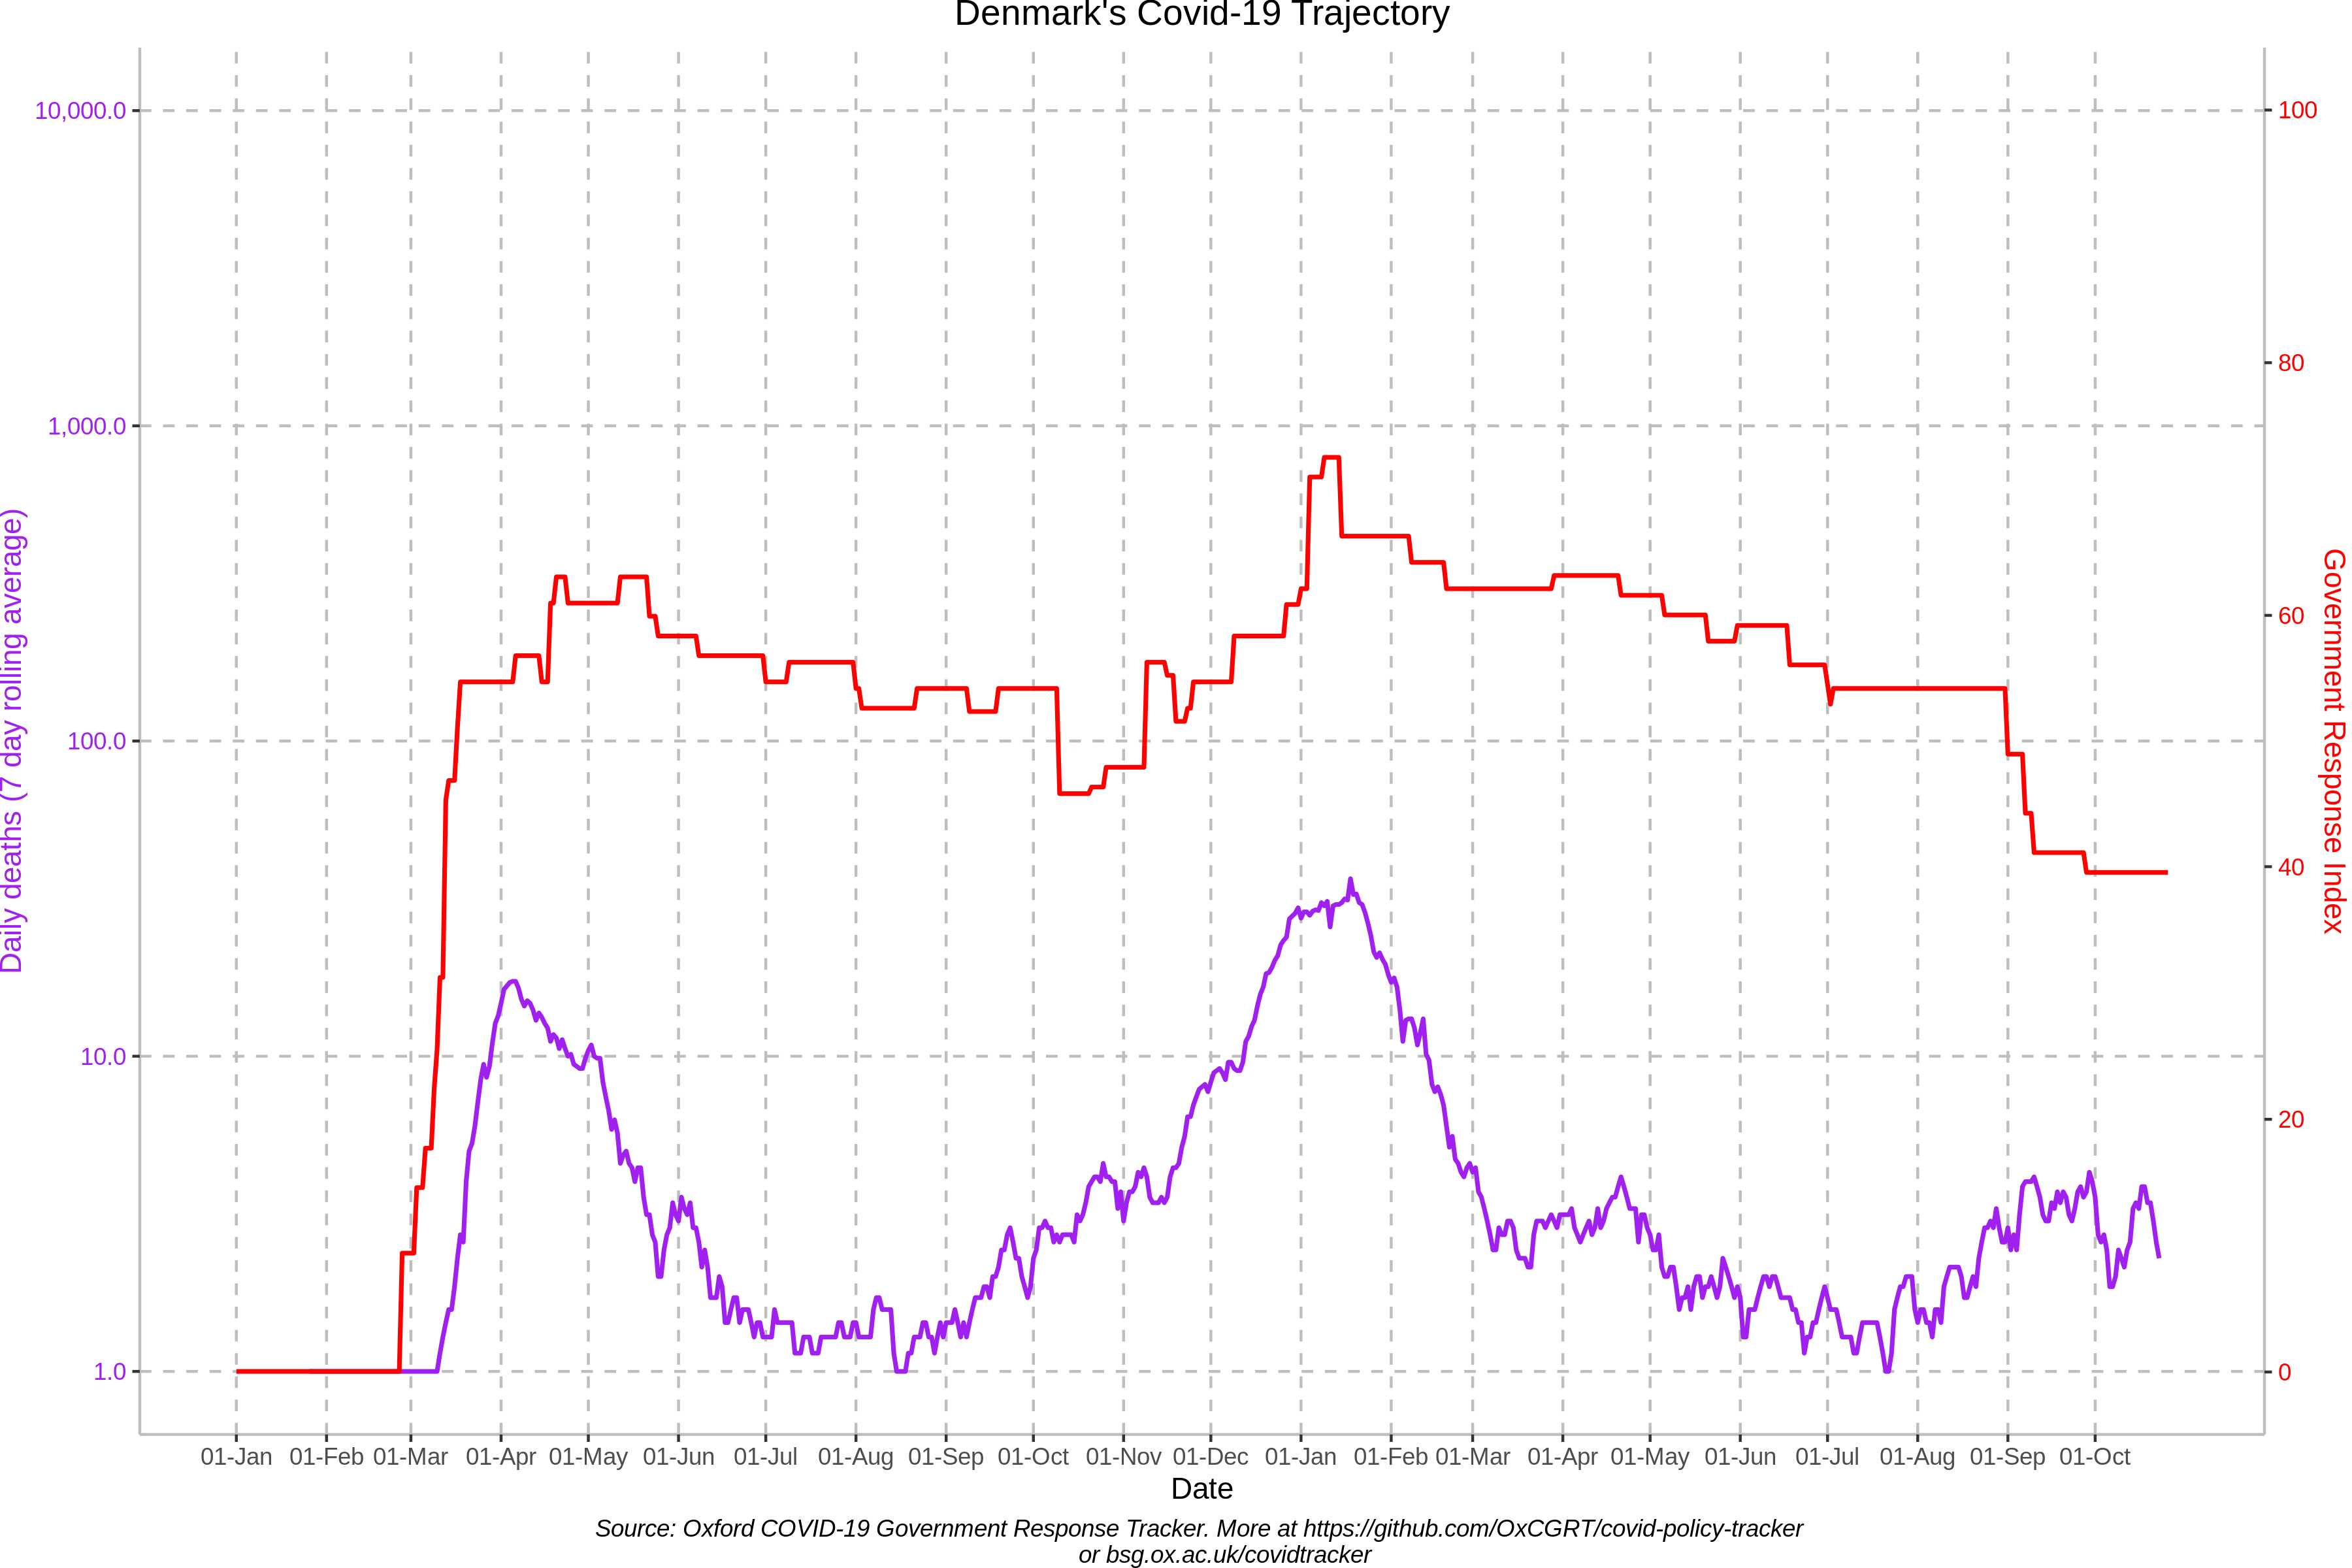 Denmark's Covid-19 Trajectory
Daily deaths (7 day rolling average)
10,000.0
1,000.0
100.0
10.0
1.0
100
80
60
40
20
0
Government Response Index
01-Jan 01-Feb 01-Mar 01-Apr 01-May 01-Jun 01-Jul 01-Aug 01-Sep 01-Oct 01-Nov 01-Dec 01-Jan 01-Feb 01-Mar 01-Apr 01-May 01-Jun 01-Jul 01-Aug 01-Sep 01-Oct
Date
Source: Oxford COVID-19 Government Response Tracker. More at https://github.com/OxCGRT/covid-policy-tracker
or bsg.ox.ac.uk/covidtracker